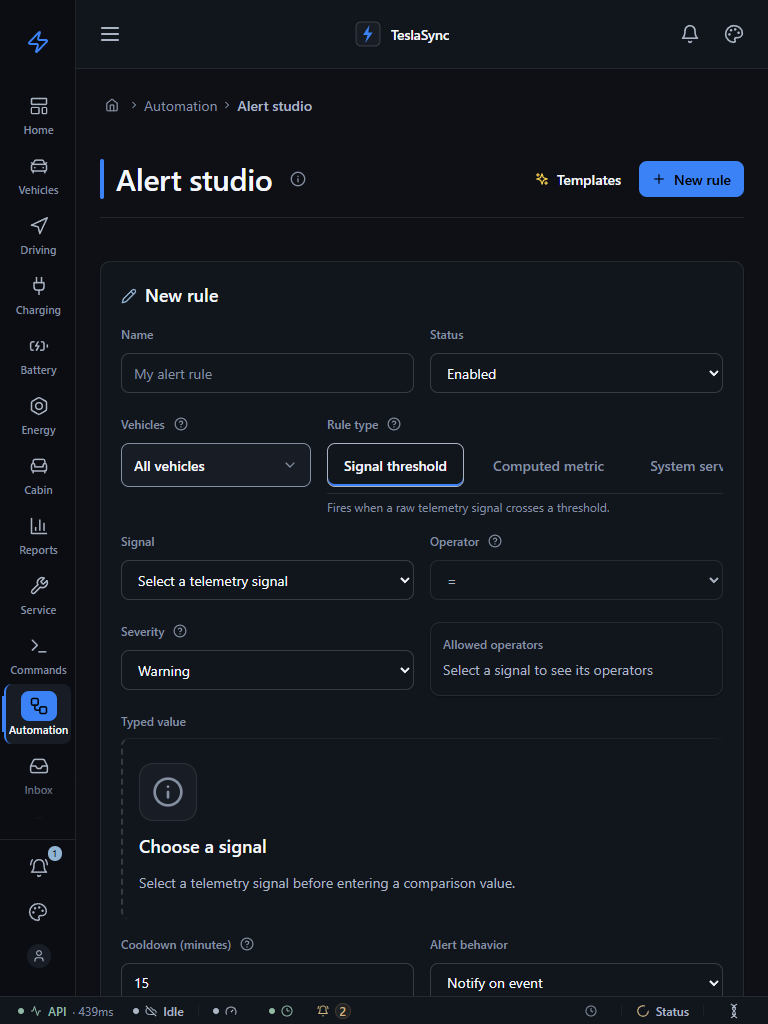 TeslaSync
Home
Vehicles
Driving
Charging
Battery
Energy
Cabin
Reports
Service
Commands
Automation
Inbox
1
Automation
Alert studio
Alert studio
Templates
New rule
New rule
Name
Status
My alert rule
Enabled
Vehicles
Rule type
All vehicles
Signal threshold
Computed metric
System serv
Fires when a raw telemetry signal crosses a threshold.
Signal
Operator
Select a telemetry signal
=
Severity
Warning
Allowed operators
Select a signal to see its operators
Typed value
Choose a signal
Select a telemetry signal before entering a comparison value.
Cooldown (minutes)
Alert behavior
15
Notify on event
API · 439ms
Idle
2
Status